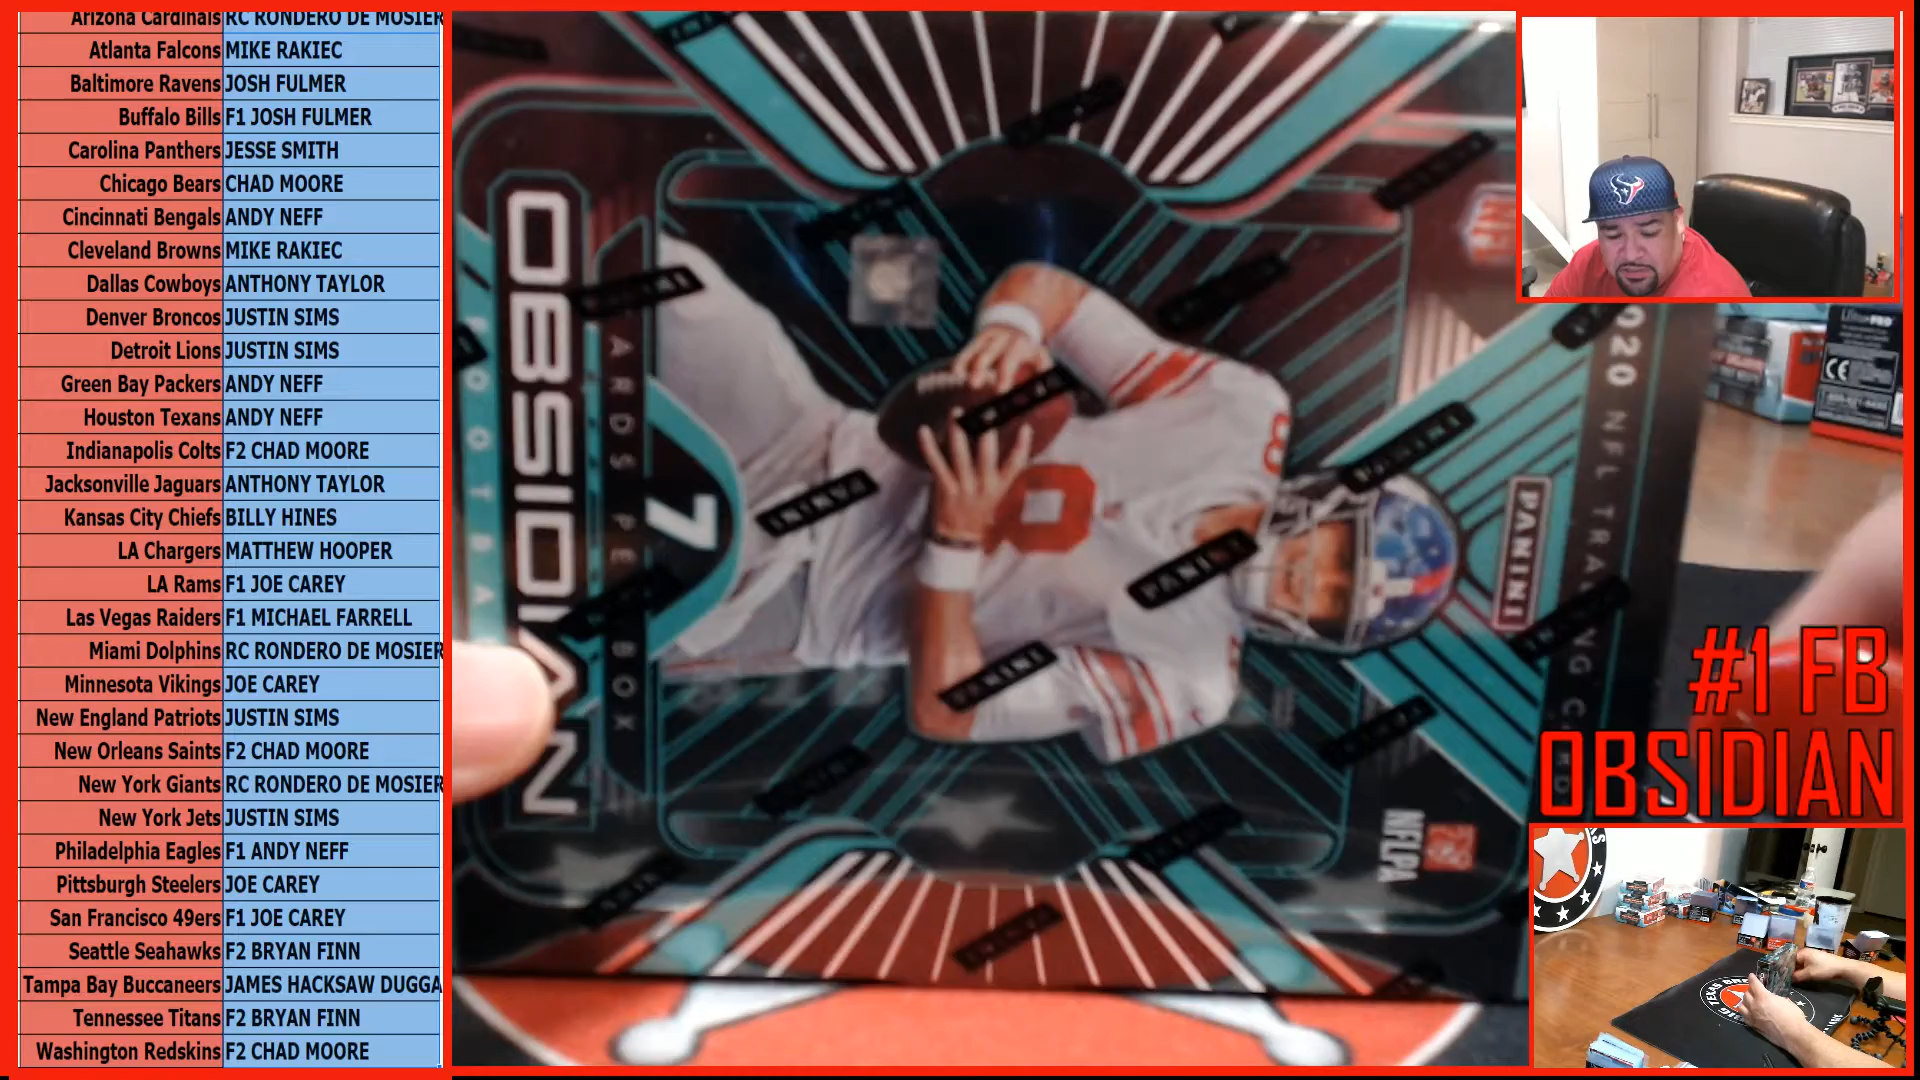 Arizona Cardinals RC RONDERO DE MOSIER
Atlanta Falcons MIKE RAKIEC
Baltimore Ravens JOSH FULMER
Buffalo Bills F1 JOSH FULMER
Carolina Panthers JESSE SMITH
Chicago Bears CHAD MOORE
Cincinnati Bengals ANDY NEFF
Cleveland Browns MIKE RAKIEC
Dallas Cowboys ANTHONY TAYLOR
Denver Broncos JUSTIN SIMS
Detroit Lions JUSTIN SIMS
Green Bay Packers ANDY NEFF
Houston Texans ANDY NEFF
Indianapolis Colts F2 CHAD MOORE
Jacksonville Jaguars ANTHONY TAYLOR
Kansas City Chiefs BILLY HINES
LA Chargers MATTHEW HOOPER
LA Rams F1 JOE CAREY
Las Vegas Raiders F1 MICHAEL FARRELL
Miami Dolphins RC RONDERO DE MOSIER
Minnesota Vikings JOE CAREY
New England Patriots JUSTIN SIMS
New Orleans Saints F2 CHAD MOORE
New York Giants RC RONDERO DE MOSIER
New York Jets JUSTIN SIMS
Philadelphia Eagles F1 ANDY NEFF
Pittsburgh Steelers JOE CAREY
San Francisco 49ers F1 JOE CAREY
Seattle Seahawks F2 BRYAN FINN
Tampa Bay Buccaneers JAMES HACKSAW DUGGA
Tennessee Titans F2 BRYAN FINN
Washington Redskins F2 CHAD MOORE
OBSIDIAN
7
8
8
PANINI
PANINI
PANINI
PANINI
PANINI
NFL
NFLPA
#1 FB
OBSIDIAN